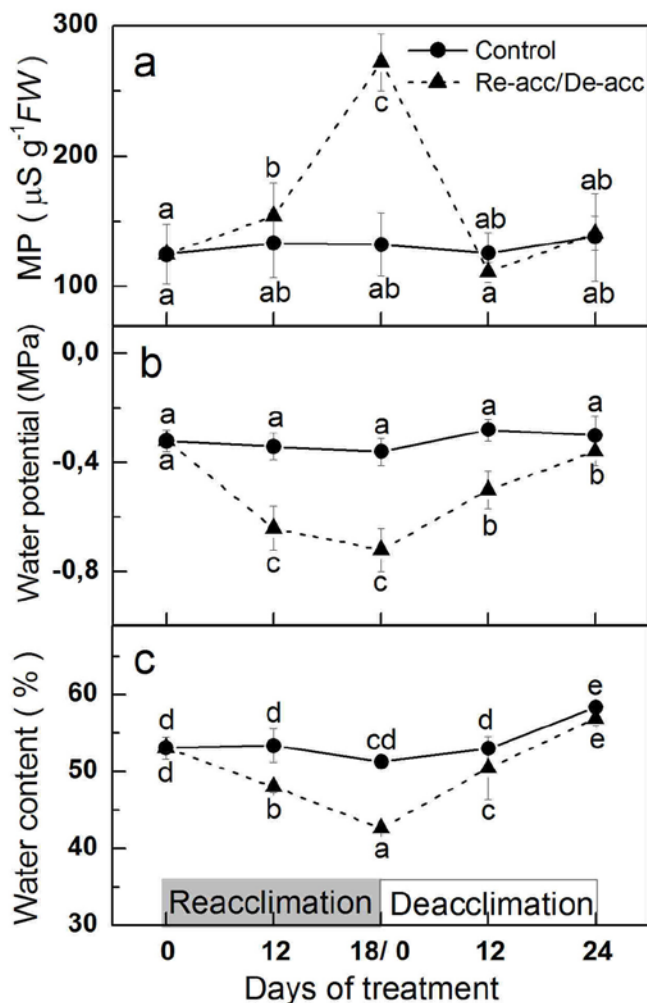 300
a
Control
Re-acc/De-acc
c
MP ( μS g⁻¹FW )
200
b
a
ab
ab
100
a
ab
ab
a
ab
b
0,0
Water potential (MPa)
a
a
a
a
a
-0,4
a
b
b
-0,8
c
c
c
Water content ( % )
60
d
d
cd
d
e
50
d
e
b
c
40
a
Reacclimation
Deacclimation
30
0 12 18/ 0 12 24
Days of treatment